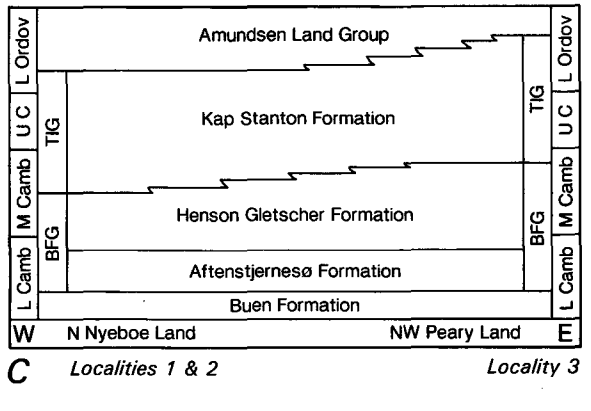 L Ordov
U C
M Camb
L Camb
TIG
BFG
Amundsen Land Group
Kap Stanton Formation
Henson Gletscher Formation
Aftenstjernesø Formation
Buen Formation
TIG
BFG
L Ordov
U C
M Camb
L Camb
W N Nyeboe Land NW Peary Land E
C Localities 1 & 2 Locality 3